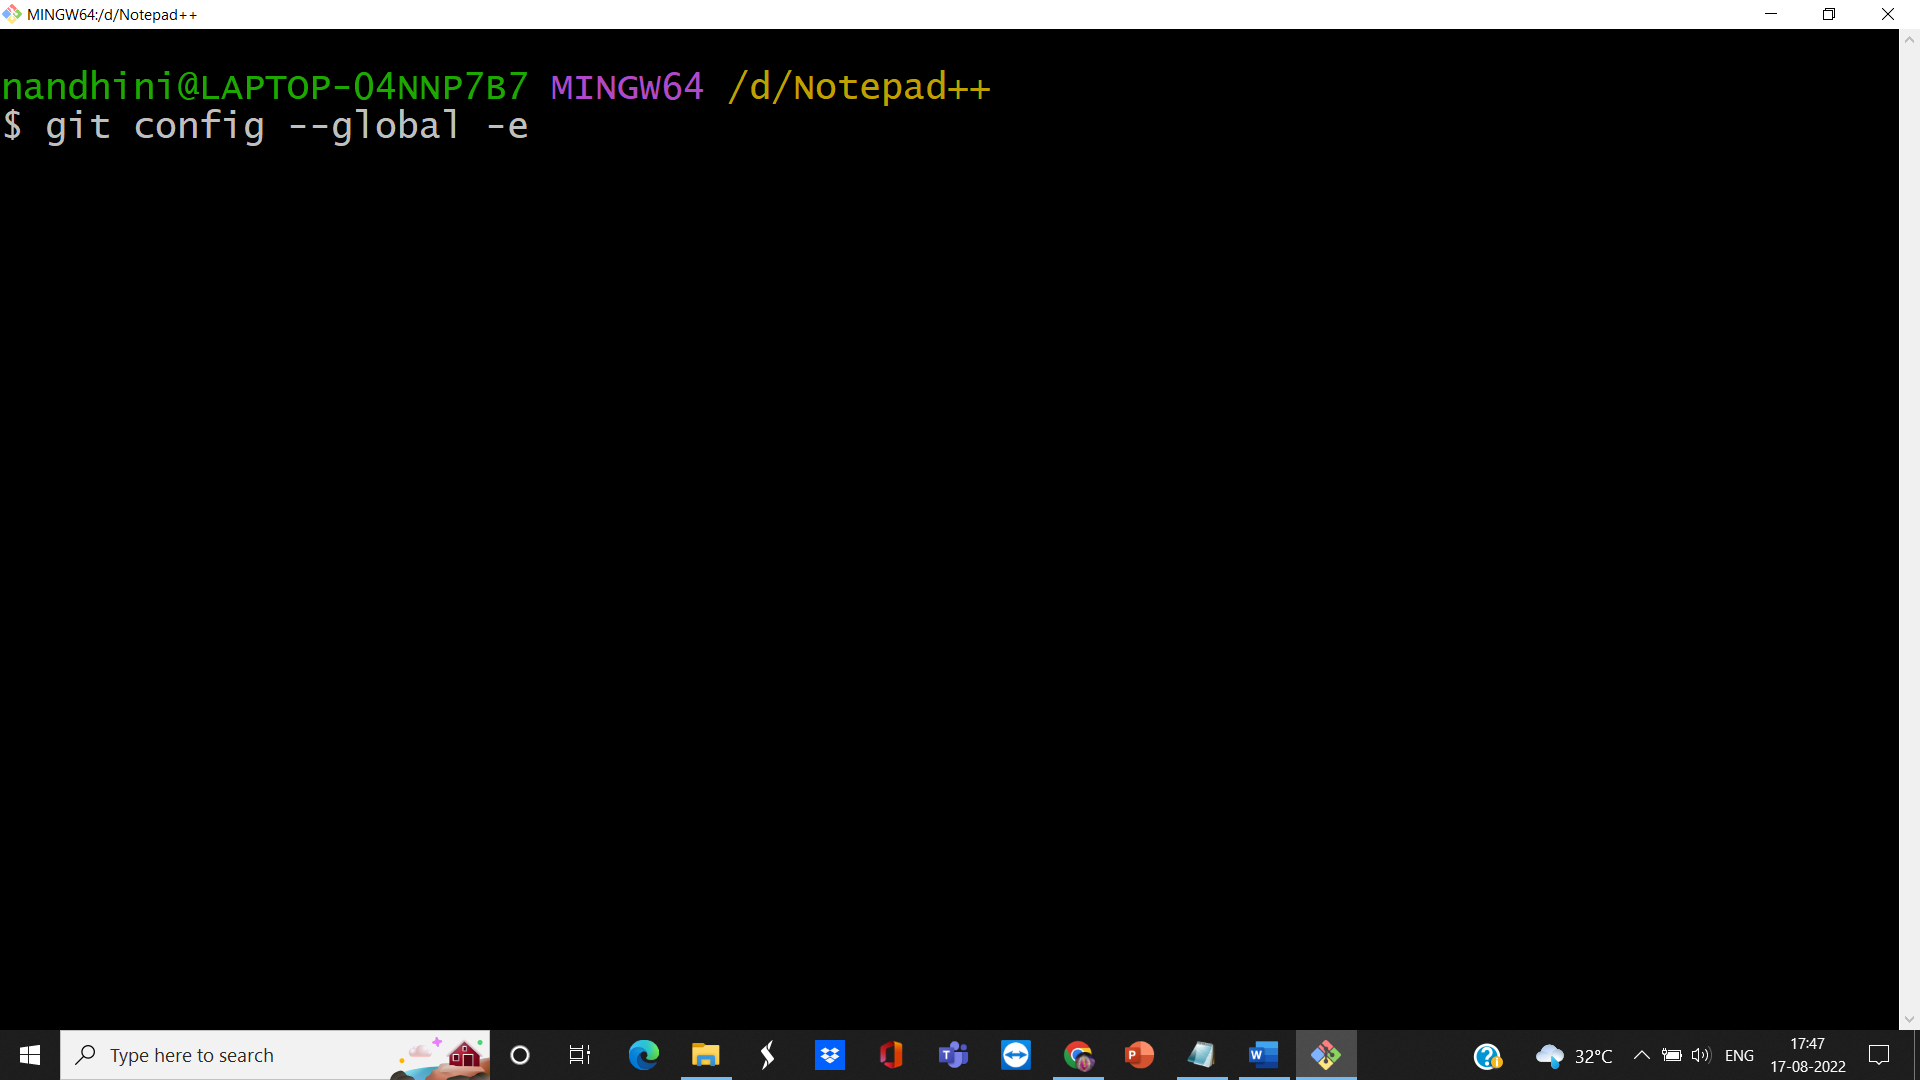 MINGW64:/d/Notepad++
nandhini@LAPTOP-04NNP7B7 MINGW64 /d/Notepad++
$ git config --global -e
Type here to search
32°C
ENG
17:47
17-08-2022